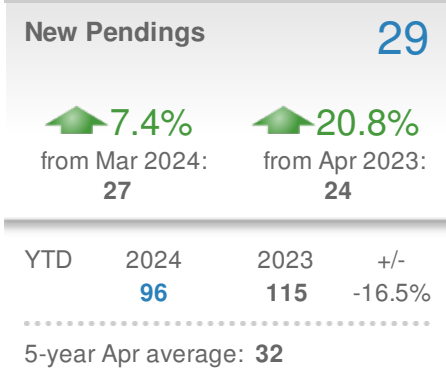 New Pendings 29
7.4% 20.8%
from Mar 2024: from Apr 2023:
27 24
YTD 2024 2023 +/-
96 115 -16.5%
5-year Apr average: 32